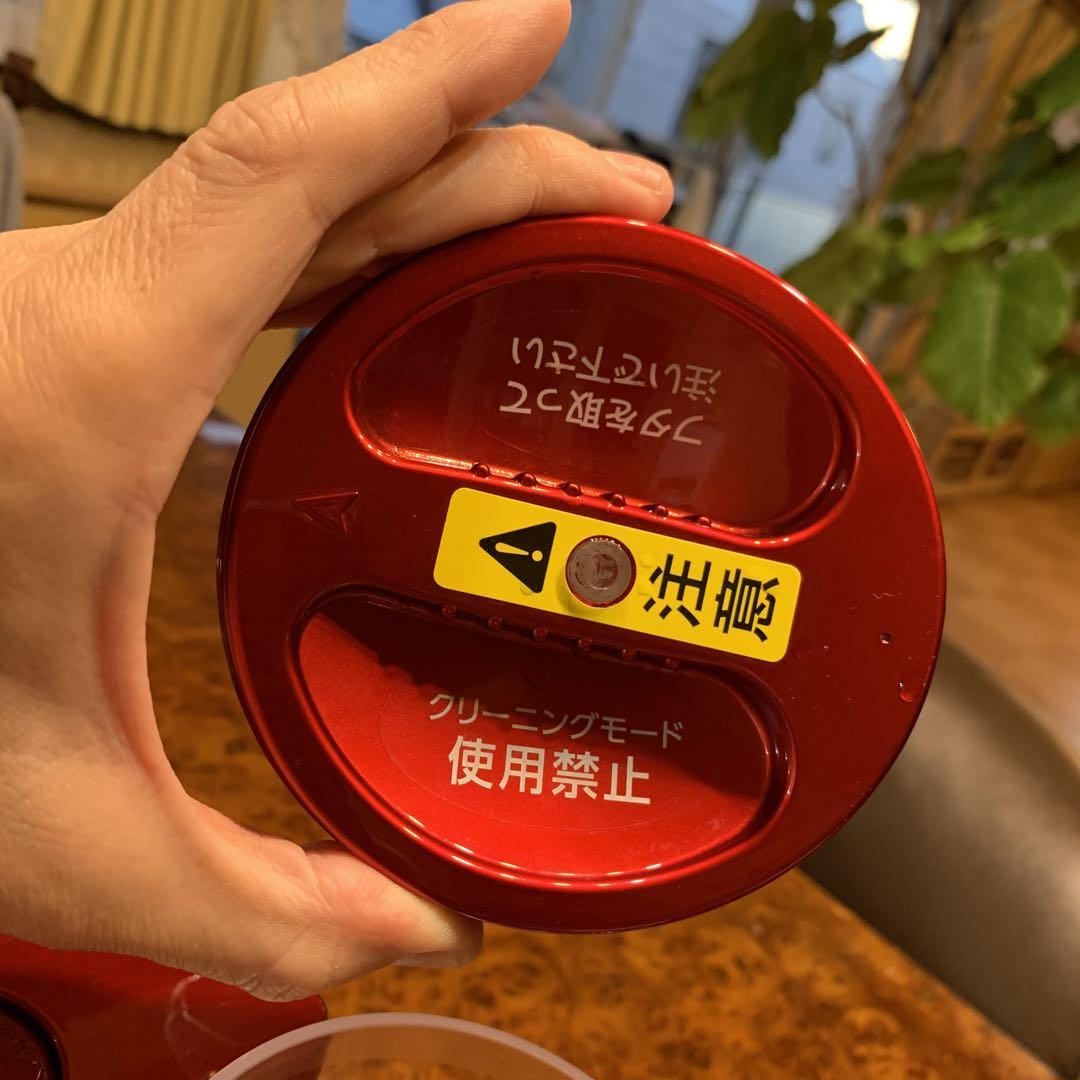 フタを取って
注いで下さい
注意
クリーニングモード
使用禁止